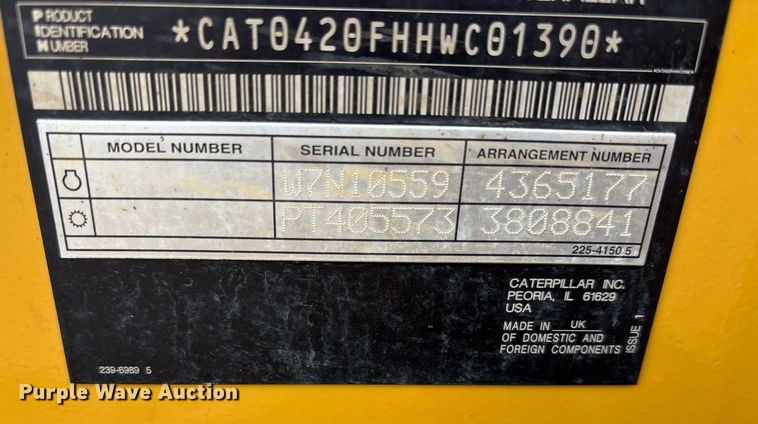 PRODUCT
IDENTIFICATION
NUMBER
*CAT0420FHHWC01390*
MODEL NUMBER SERIAL NUMBER ARRANGEMENT NUMBER
W7N10559 4365177
PT405573 3808841
225-4150 5
CATERPILLAR INC.
PEORIA, IL 61629
USA
MADE IN UK
OF DOMESTIC AND
FOREIGN COMPONENTS
ISSUE 1
239-6989 5
Purple Wave Auction